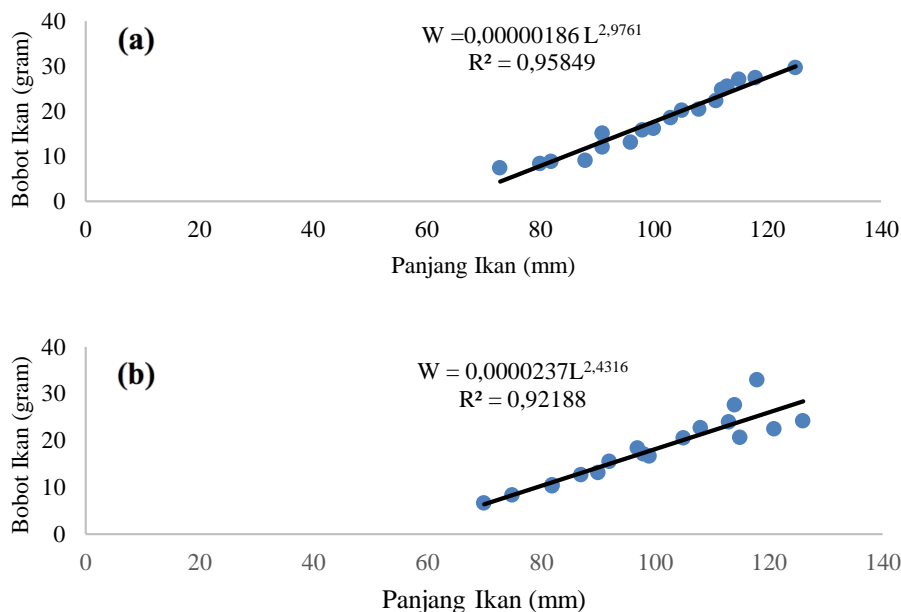 (a)
W =0,00000186 L2,9761
R² = 0,95849
Bobot Ikan (gram)
40
30
20
10
0
0 20 40 60 80 100 120 140
Panjang Ikan (mm)
(b)
W = 0,0000237L2,4316
R² = 0,92188
Bobot Ikan (gram)
40
30
20
10
0
0 20 40 60 80 100 120 140
Panjang Ikan (mm)